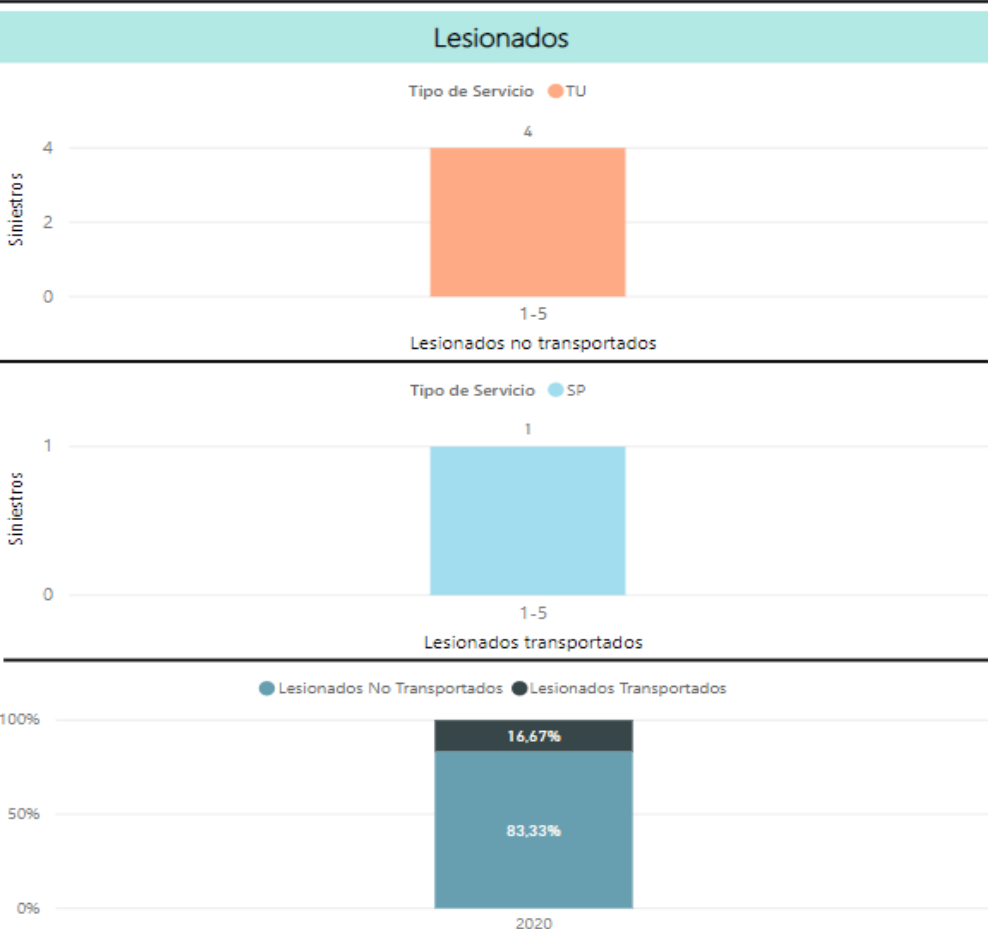 Lesionados
Tipo de Servicio TU
4
4
Siniestros
2
0
1-5
Lesionados no transportados
Tipo de Servicio SP
1
1
Siniestros
0
1-5
Lesionados transportados
Lesionados No Transportados Lesionados Transportados
100%
16,67%
50%
83,33%
0%
2020